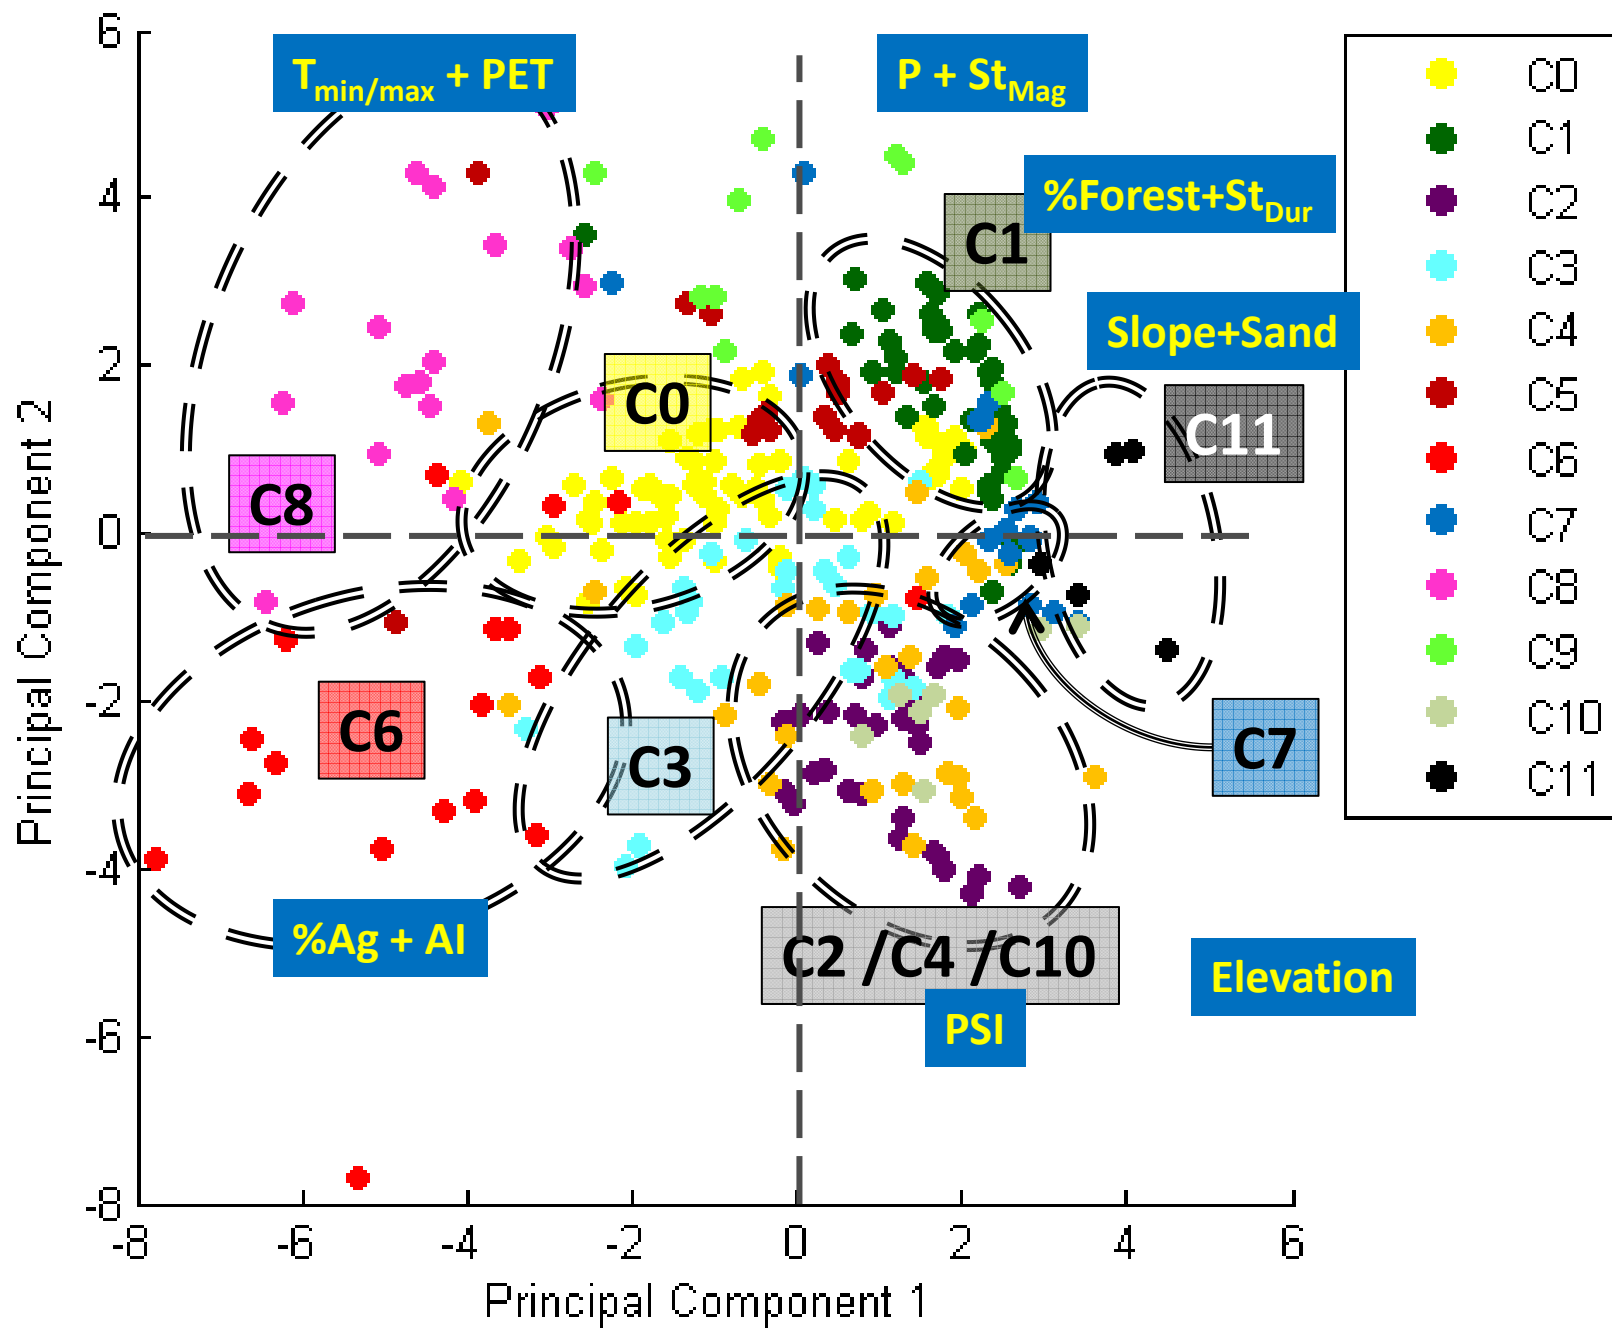 6
4
2
0
-2
-4
-6
-8
-8
-6
-4
-2
0
2
4
6
Principal Component 2
Principal Component 1
Tmin/max + PET
P + StMag
%Forest+StDur
Slope+Sand
%Ag + AI
PSI
Elevation
C1
C0
C11
C8
C6
C3
C7
C2 /C4 /C10
C0
C1
C2
C3
C4
C5
C6
C7
C8
C9
C10
C11